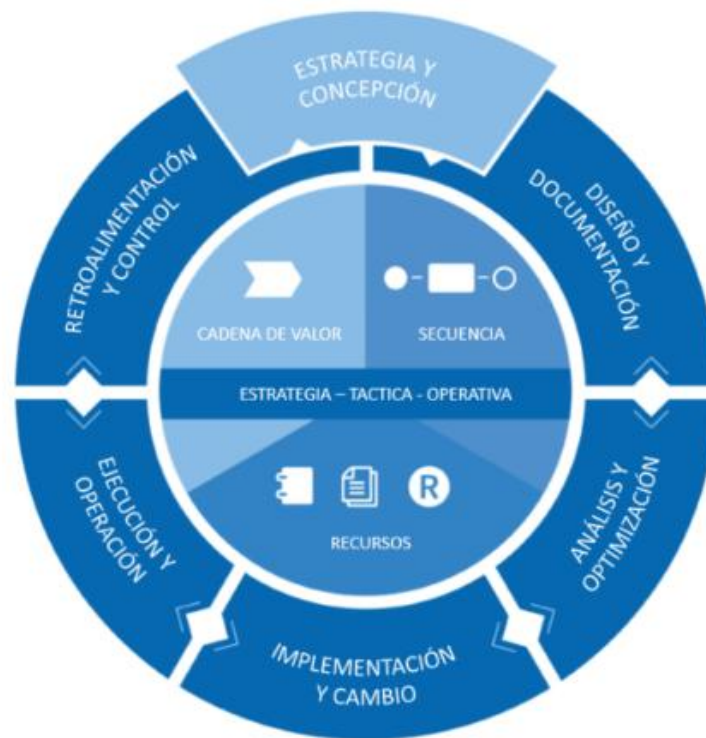 ESTRATEGIA Y
CONCEPCIÓN
DISEÑO Y
DOCUMENTACIÓN
ANÁLISIS Y
OPTIMIZACIÓN
IMPLEMENTACIÓN
Y CAMBIO
EJECUCIÓN Y
OPERACIÓN
RETROALIMENTACIÓN
Y CONTROL
CADENA DE VALOR
SECUENCIA
ESTRATEGIA – TACTICA - OPERATIVA
R
RECURSOS